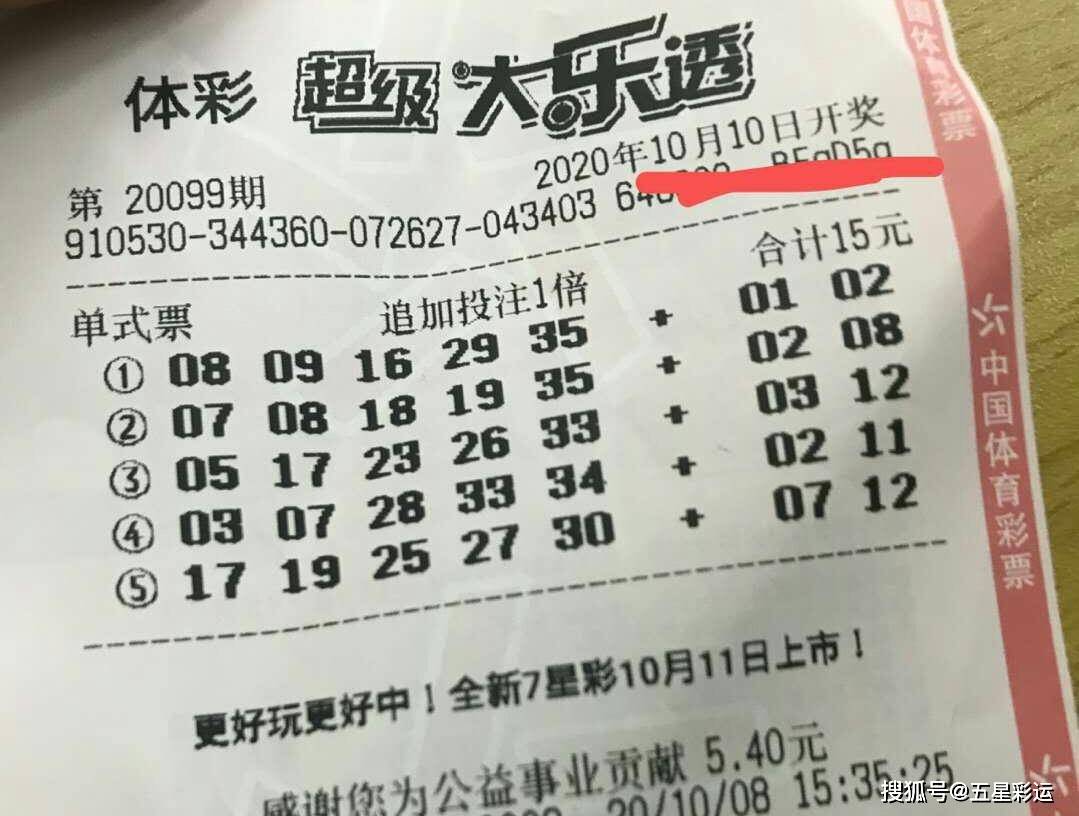 体彩 超级大乐透
第 20099期 2020年10月10日开奖
910530-344360-072627-043403
单式票 追加投注1倍 合计15元
① 08 09 16 29 35 + 01 02
② 07 08 18 19 35 + 02 08
③ 05 17 23 26 33 + 03 12
④ 03 07 28 33 34 + 02 11
⑤ 17 19 25 27 30 + 07 12
更好玩更好中！全新7星彩10月11日上市！
感谢您为公益事业贡献 5.40元
20/10/08 15:35:25
国体育彩票
中国体育彩票
搜狐号@五星彩运